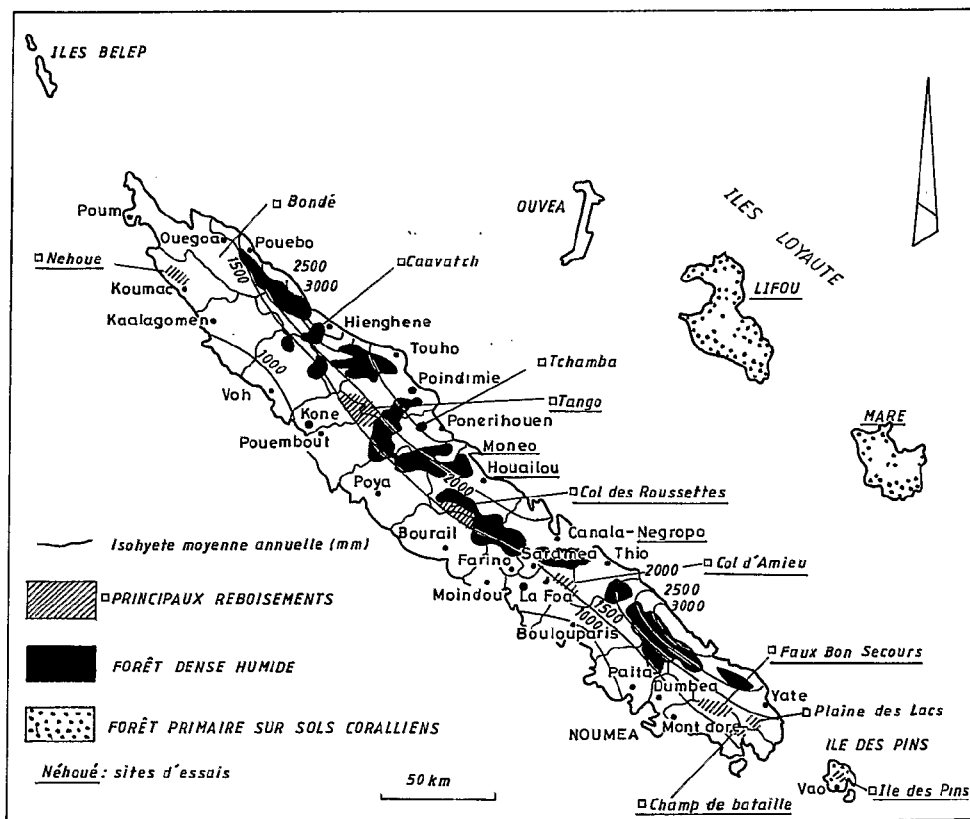 ILES BELEP
Poum
Bondé
Ouegoa
Pouebo
Nehoue
Koumac
1500
2500
3000
Caavatch
Kaalagomen
Hienghene
OUVEA
ILES LOYAUTE
LIFOU
Touho
1000
Voh
Poindimie
Tchamba
Tango
Kone
Ponerihouen
Pouembout
Moneo
MARE
Houailou
2000
Poya
Col des Roussettes
Bourail
Canala-Negropo
Farino
Saramea
Thio
2000
Col d'Amieu
Moindou
La Foa
2500
3000
1500
1000
Boulouparis
Faux Bon Secours
Païta
Dumbea
Yate
Plaîne des Lacs
NOUMEA
Mont dore
ILE DES PINS
Vao
Ile des Pins
Champ de bataille
Isohyete moyenne annuelle (mm)
PRINCIPAUX REBOISEMENTS
FORÊT DENSE HUMIDE
FORÊT PRIMAIRE SUR SOLS CORALLIENS
Néhoué : sites d'essais
50 km